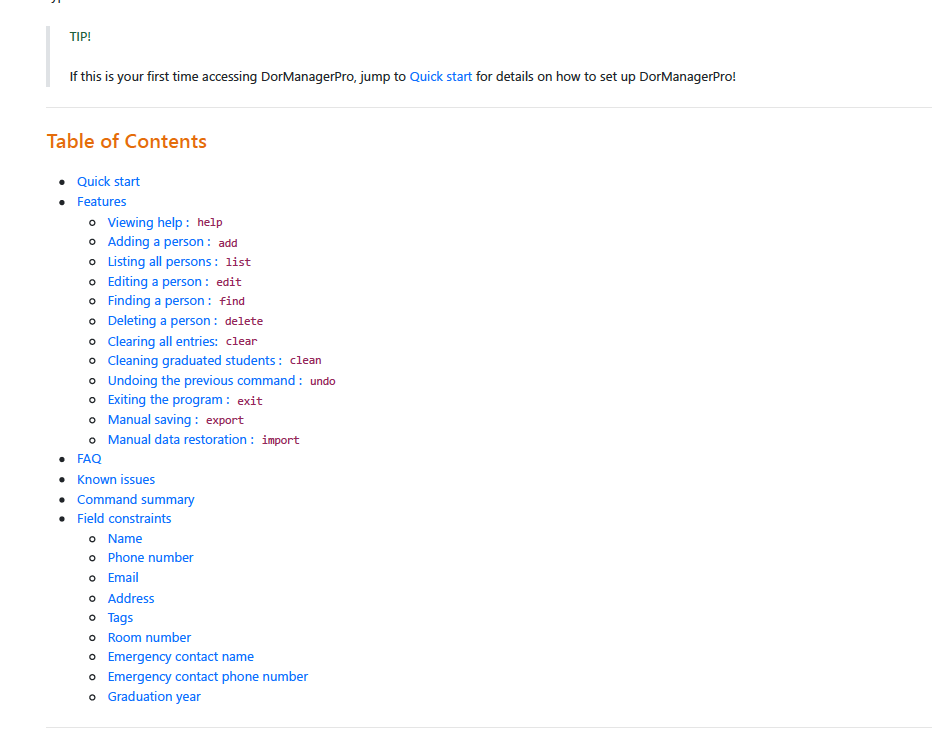 TIP!
If this is your first time accessing DorManagerPro, jump to Quick start for details on how to set up DorManagerPro!
Table of Contents
Quick start
Features
Viewing help : help
Adding a person : add
Listing all persons : list
Editing a person : edit
Finding a person : find
Deleting a person : delete
Clearing all entries: clear
Cleaning graduated students : clean
Undoing the previous command : undo
Exiting the program : exit
Manual saving : export
Manual data restoration : import
FAQ
Known issues
Command summary
Field constraints
Name
Phone number
Email
Address
Tags
Room number
Emergency contact name
Emergency contact phone number
Graduation year